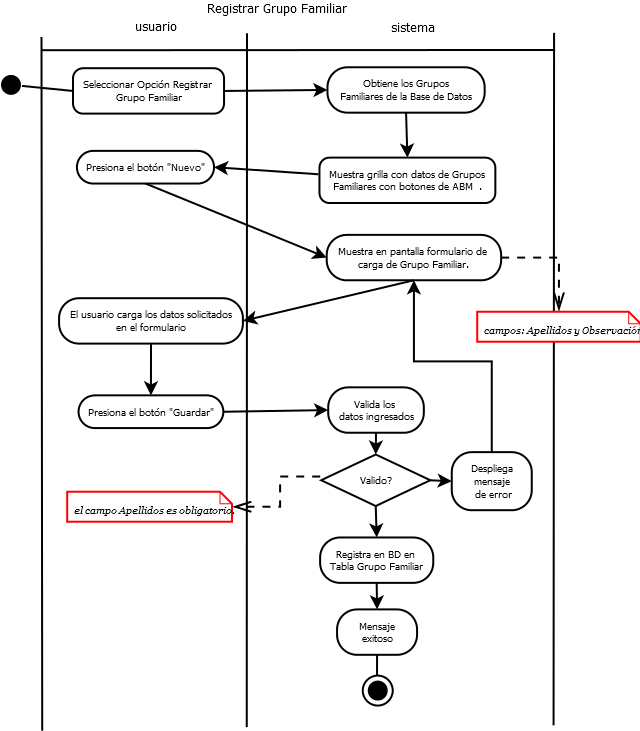 Registrar Grupo Familiar
usuario
sistema
Seleccionar Opción Registrar
Grupo Familiar
Obtiene los Grupos
Familiares de la Base de Datos
Presiona el botón "Nuevo"
Muestra grilla con datos de Grupos
Familiares con botones de ABM .
Muestra en pantalla formulario de
carga de Grupo Familiar.
El usuario carga los datos solicitados
en el formulario
campos: Apellidos y Observación
Presiona el botón "Guardar"
Valida los
datos ingresados
Valido?
Despliega
mensaje
de error
el campo Apellidos es obligatorio.
Registra en BD en
Tabla Grupo Familiar
Mensaje
exitoso